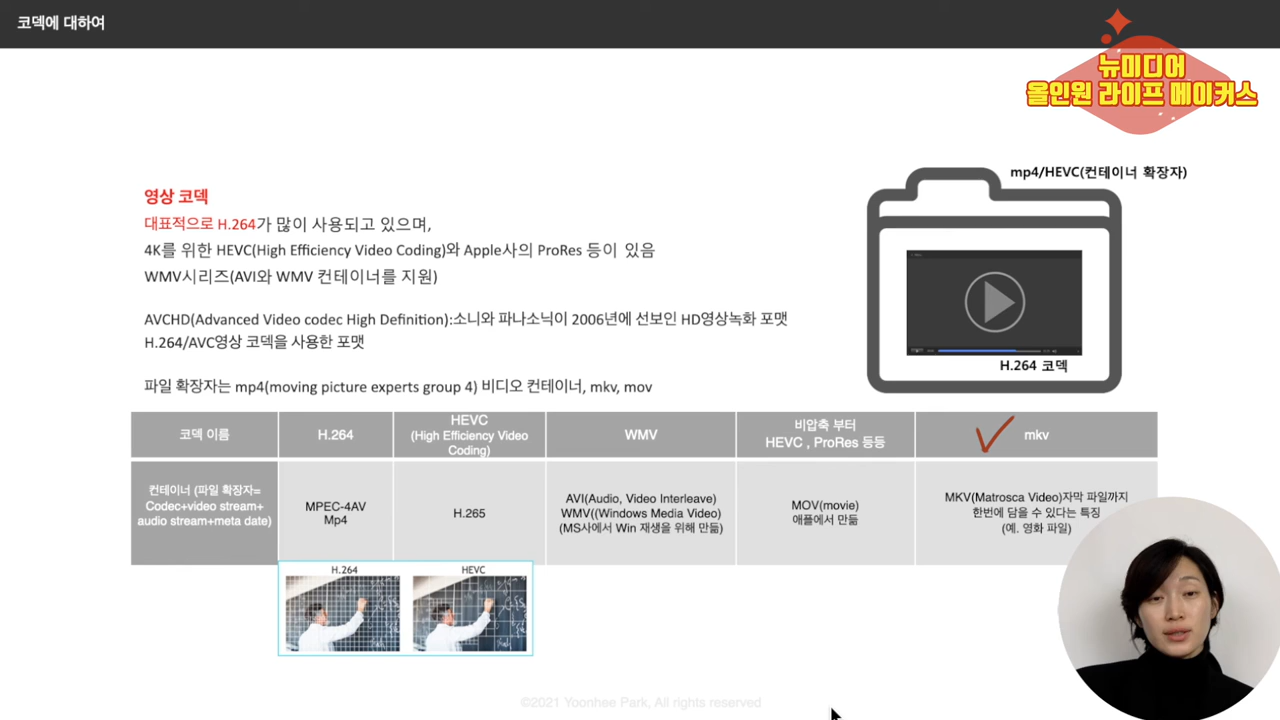 코덱에 대하여
뉴미디어
올인원 라이프 메이커스
mp4/HEVC(컨테이너 확장자)
H.264 코덱
영상 코덱
대표적으로 H.264가 많이 사용되고 있으며,
4K를 위한 HEVC(High Efficiency Video Coding)와 Apple사의 ProRes 등이 있음
WMV시리즈(AVI와 WMV 컨테이너를 지원)
AVCHD(Advanced Video codec High Definition):소니와 파나소닉이 2006년에 선보인 HD영상녹화 포맷
H.264/AVC영상 코덱을 사용한 포맷
파일 확장자는 mp4(moving picture experts group 4) 비디오 컨테이너, mkv, mov
코덱 이름
H.264
HEVC
(High Efficiency Video
Coding)
WMV
비압축 부터
HEVC , ProRes 등등
mkv
컨테이너 (파일 확장자=
Codec+video stream+
audio stream+meta date)
MPEC-4AV
Mp4
H.265
AVI(Audio, Video Interleave)
WMV((Windows Media Video)
(MS사에서 Win 재생을 위해 만듦)
MOV(movie)
애플에서 만듦
MKV(Matrosca Video)자막 파일까지
한번에 담을 수 있다는 특징
(예. 영화 파일)
H.264
HEVC
©2021 Yoonhee Park, All rights reserved